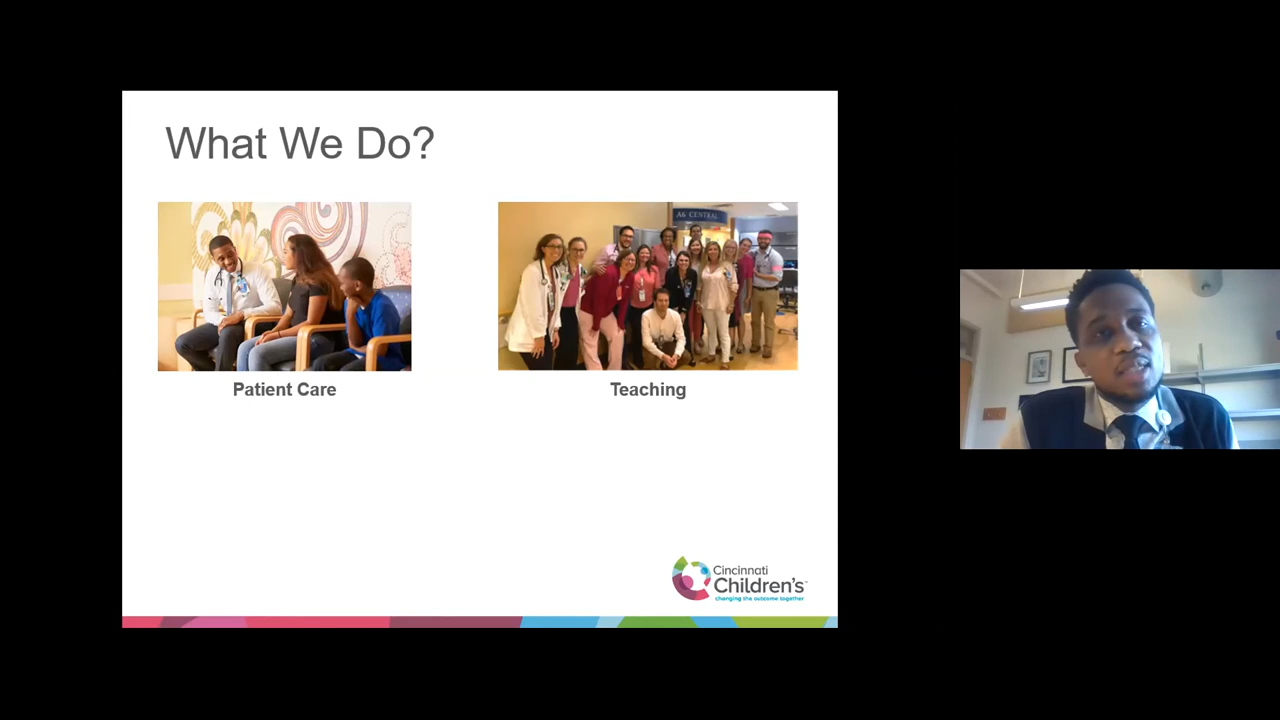 What We Do?
A6 CENTRAL
Patient Care
Teaching
Cincinnati
Children's
changing the outcome together